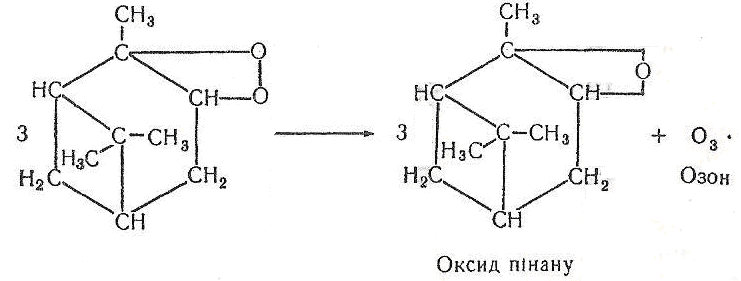 CH₃ CH₃
C O C
HC CH O HC CH O
3 C–CH₃ 3 C–CH₃ + O₃ ·
H₃C H₃C
H₂C CH₂ H₂C CH₂ Озон
CH CH
Оксид пінану